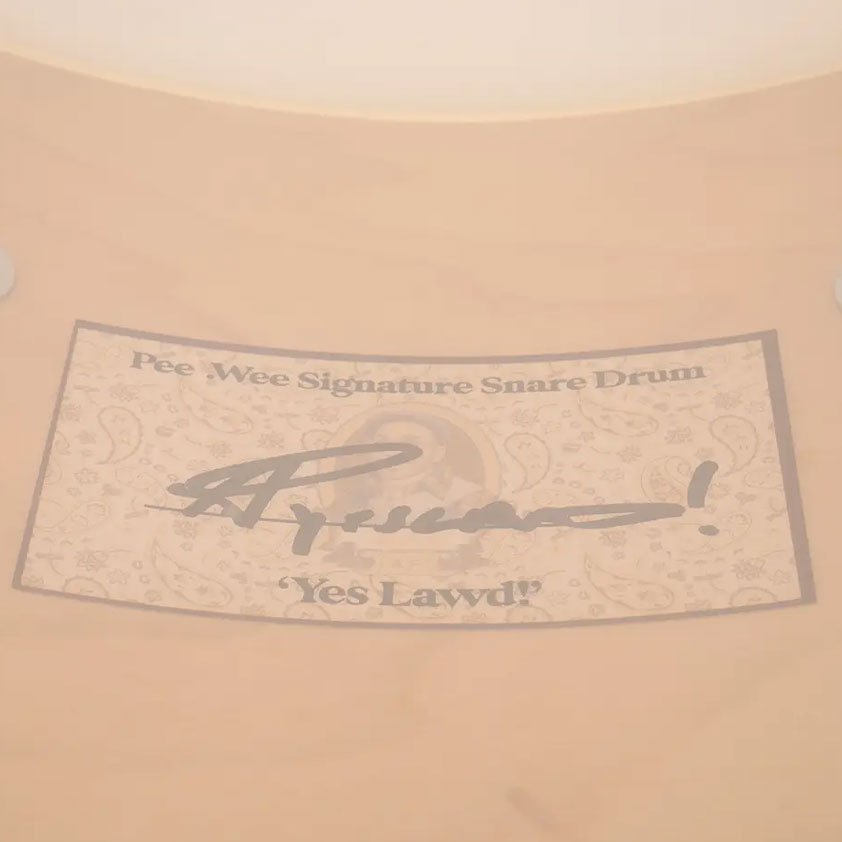 Pee .Wee Signature Snare Drum
‘Yes Lawd!’